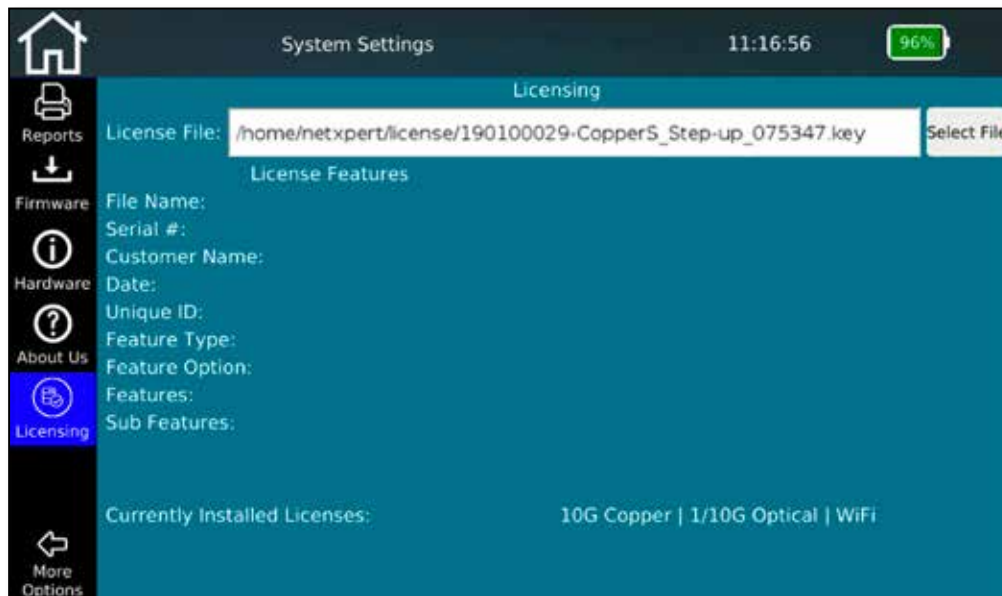 System Settings 11:16:56 96%
Licensing
Reports
License File: /home/netxpert/license/190100029-CopperS_Step-up_075347.key Select File
License Features
Firmware
File Name:
Serial #:
Customer Name:
Hardware
Date:
Unique ID:
Feature Type:
About Us
Feature Option:
Features:
Sub Features:
Licensing
Currently Installed Licenses: 10G Copper | 1/10G Optical | WiFi
More
Options